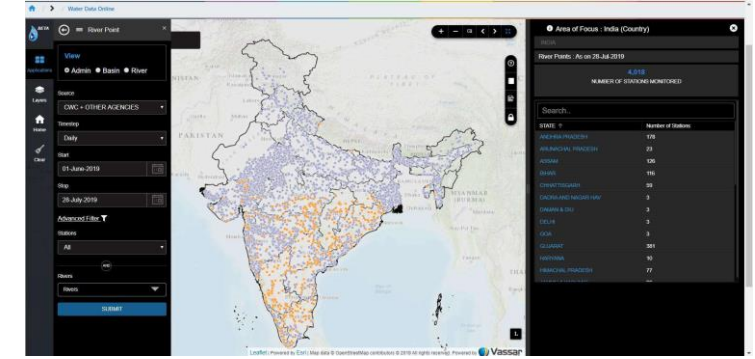 Water Data Online
BETA
River Point
Applications
Layers
Home
Clear
View
Admin
Basin
River
Source
CWC + OTHER AGENCIES
Timestep
Daily
Start
01-June-2019
Stop
28-July-2019
Advanced Filter
Stations
All
Rivers
Rivers
SUBMIT
PAKISTAN
MYANMAR
(BURMA)
Leaflet | Powered by Esri | Map data © OpenStreetMap contributors © 2019 All rights reserved, Powered by Vassar
Area of Focus : India (Country)
INDIA
River Points : As on 28-Jul-2019
4,818
NUMBER OF STATIONS MONITORED
Search..
STATE Number of Stations
ANDHRA PRADESH 178
ARUNACHAL PRADESH 23
ASSAM 126
BIHAR 116
CHHATTISGARH 59
DADRA AND NAGAR HAV 3
DAMAN & DIU 3
DELHI 3
GOA 3
GUJARAT 381
HARYANA 10
HIMACHAL PRADESH 77